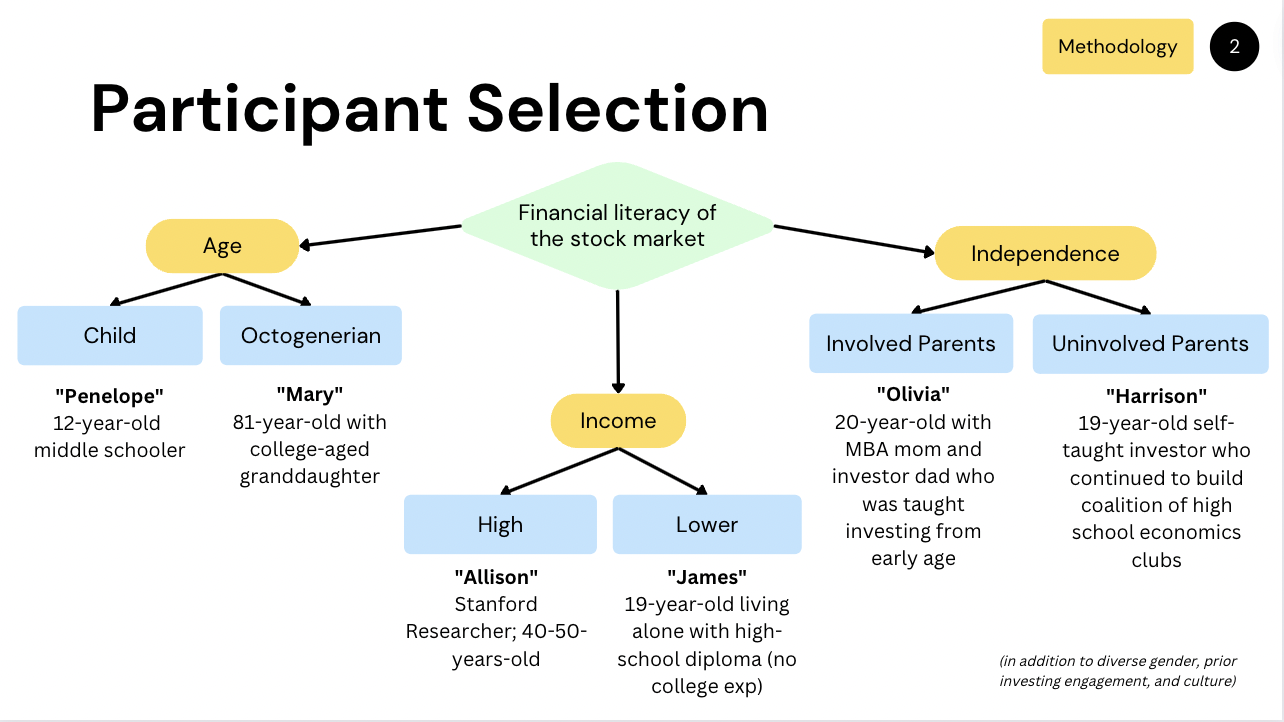 Methodology
2
Participant Selection
Financial literacy of
the stock market
Age
Child
"Penelope"
12-year-old
middle schooler
Octogenerian
"Mary"
81-year-old with
college-aged
granddaughter
Income
High
"Allison"
Stanford
Researcher; 40-50-
years-old
Lower
"James"
19-year-old living
alone with high-
school diploma (no
college exp)
Independence
Involved Parents
"Olivia"
20-year-old with
MBA mom and
investor dad who
was taught
investing from
early age
Uninvolved Parents
"Harrison"
19-year-old self-
taught investor who
continued to build
coalition of high
school economics
clubs
(in addition to diverse gender, prior
investing engagement, and culture)